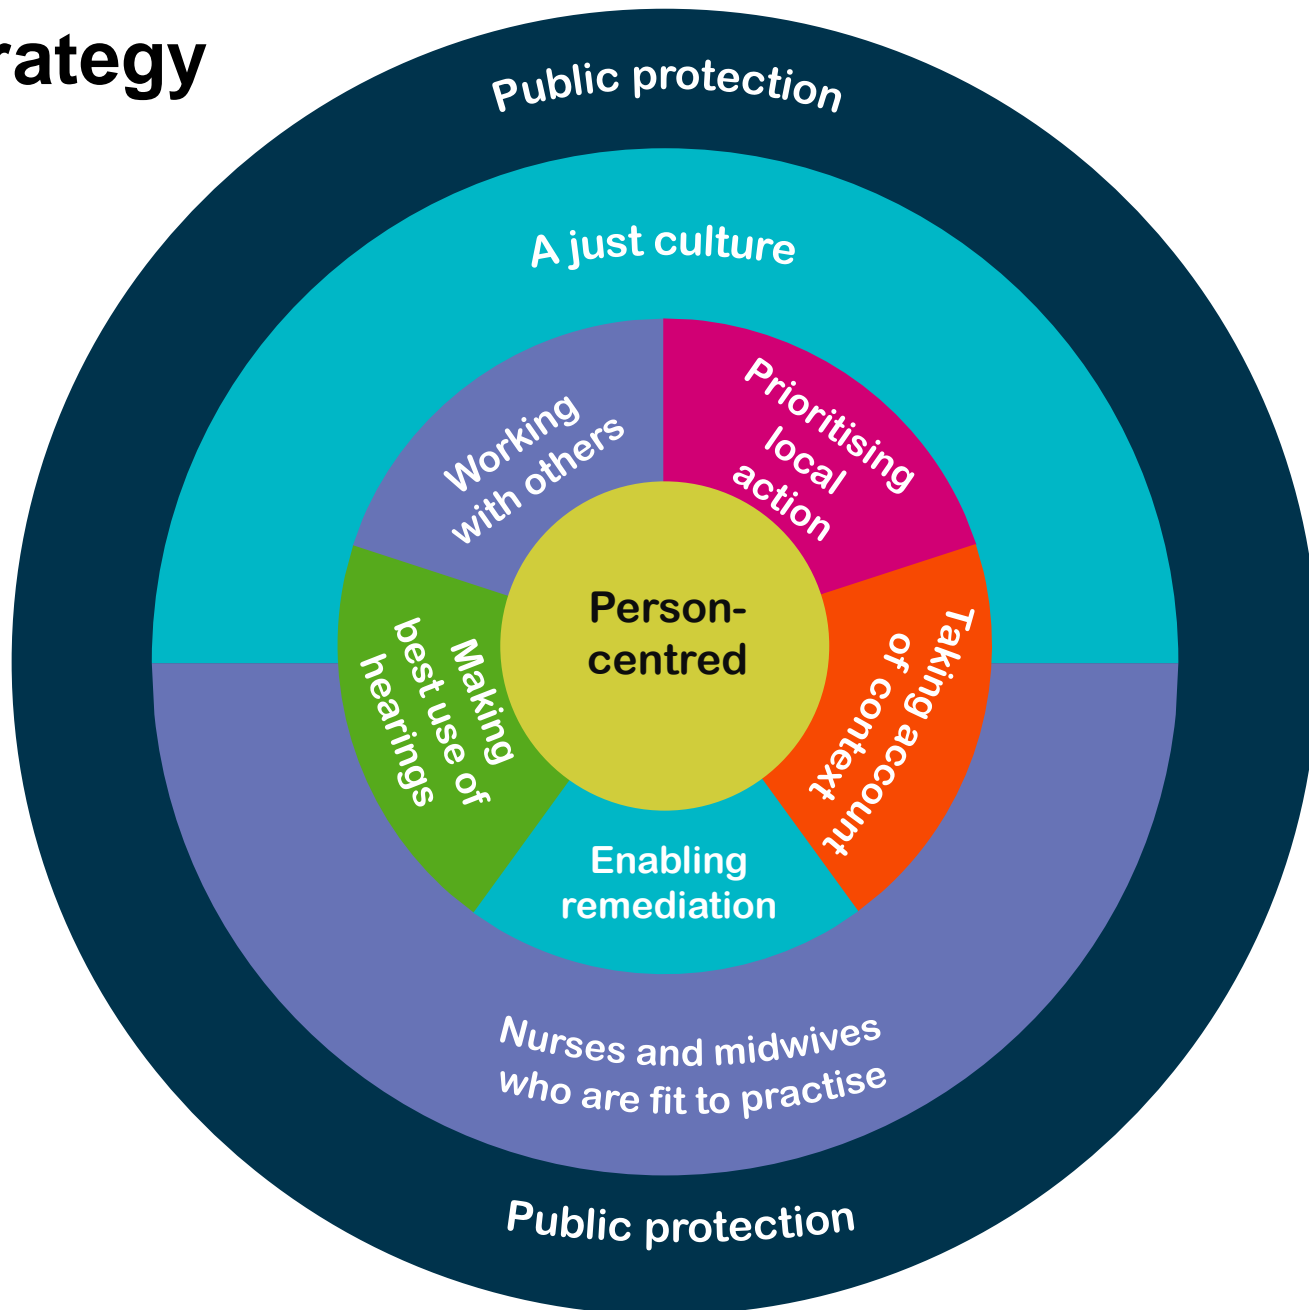 rategy
Public protection
A just culture
Working
with others
Prioritising
local
action
Person-
centred
Making
best use of
hearings
Taking account
of context
Enabling
remediation
Nurses and midwives
who are fit to practise
Public protection